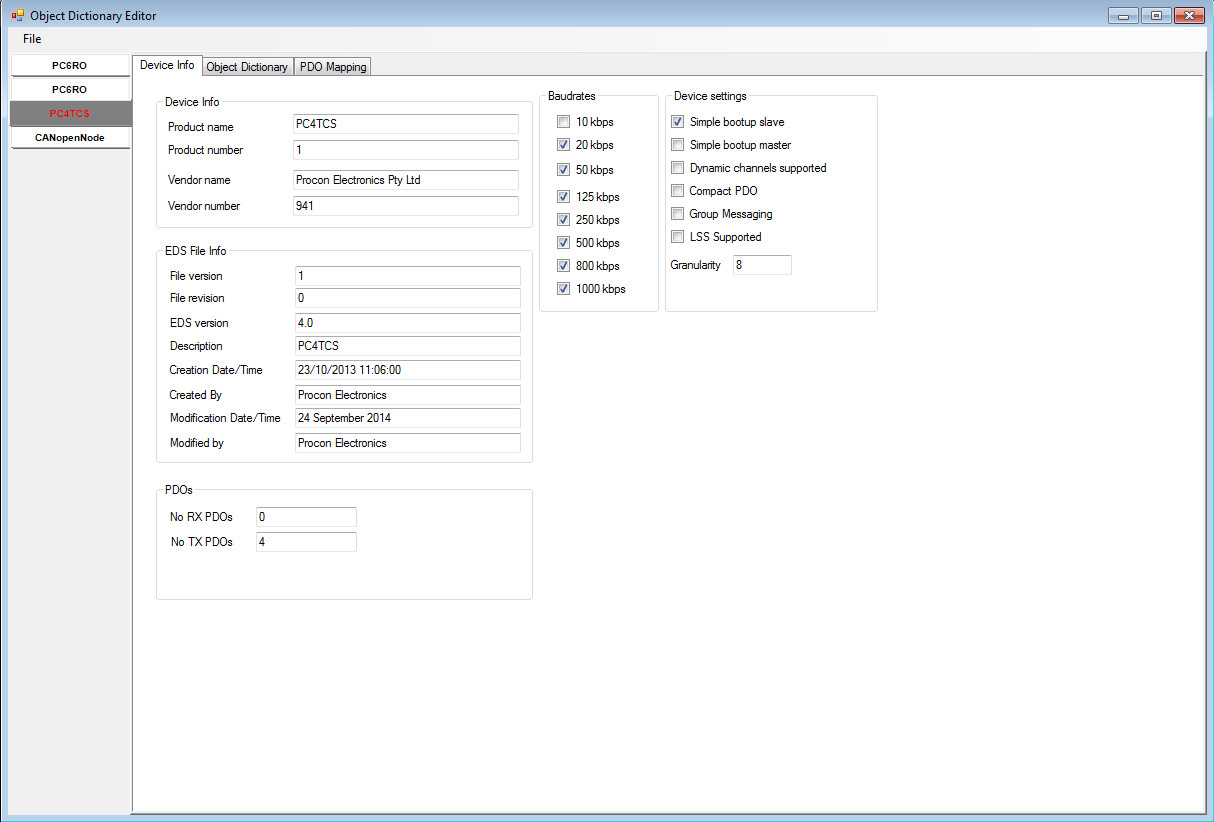 Object Dictionary Editor
File
PC6RO
PC6RO
PC4TCS
CANopenNode
Device Info
Object Dictionary
PDO Mapping
Device Info
Product name
PC4TCS
Product number
1
Vendor name
Procon Electronics Pty Ltd
Vendor number
941
EDS File Info
File version
1
File revision
0
EDS version
4.0
Description
PC4TCS
Creation Date/Time
23/10/2013 11:06:00
Created By
Procon Electronics
Modification Date/Time
24 September 2014
Modified by
Procon Electronics
PDOs
No RX PDOs
0
No TX PDOs
4
Baudrates
10 kbps
20 kbps
50 kbps
125 kbps
250 kbps
500 kbps
800 kbps
1000 kbps
Device settings
Simple bootup slave
Simple bootup master
Dynamic channels supported
Compact PDO
Group Messaging
LSS Supported
Granularity
8